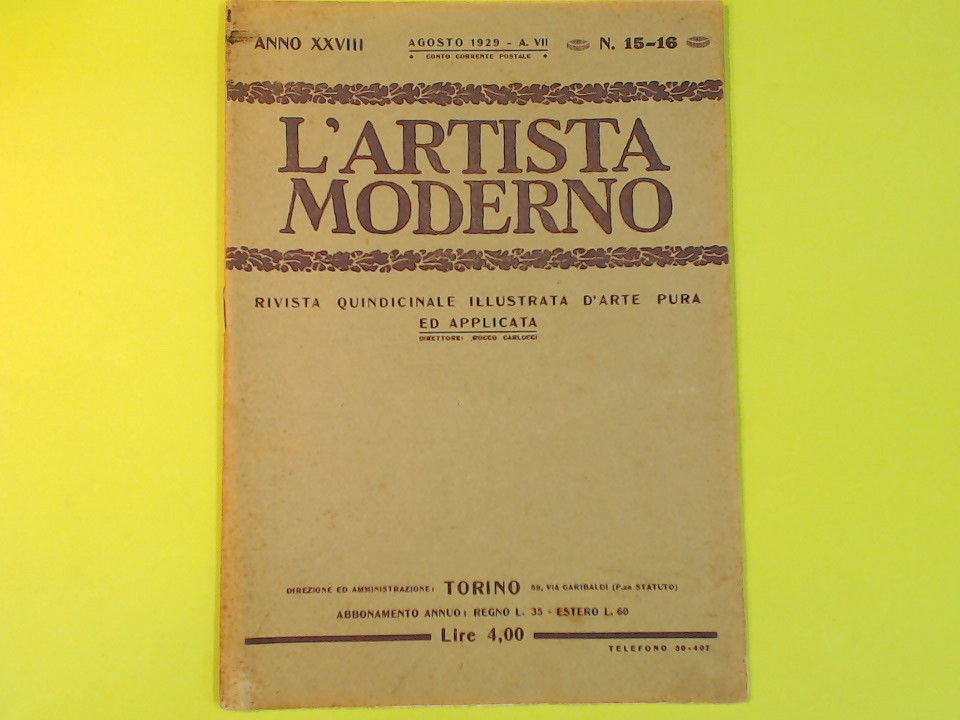 ANNO XXVIII AGOSTO 1929 - A. VII N. 15-16
CONTO CORRENTE POSTALE
L'ARTISTA
MODERNO
RIVISTA QUINDICINALE ILLUSTRATA D'ARTE PURA
ED APPLICATA
DIRETTORE: ROCCO CARLUCCI
DIREZIONE ED AMMINISTRAZIONE: TORINO 59, VIA GARIBALDI (P.ZZA STATUTO)
ABBONAMENTO ANNUO: REGNO L. 35 - ESTERO L. 60
Lire 4,00
TELEFONO 50-407